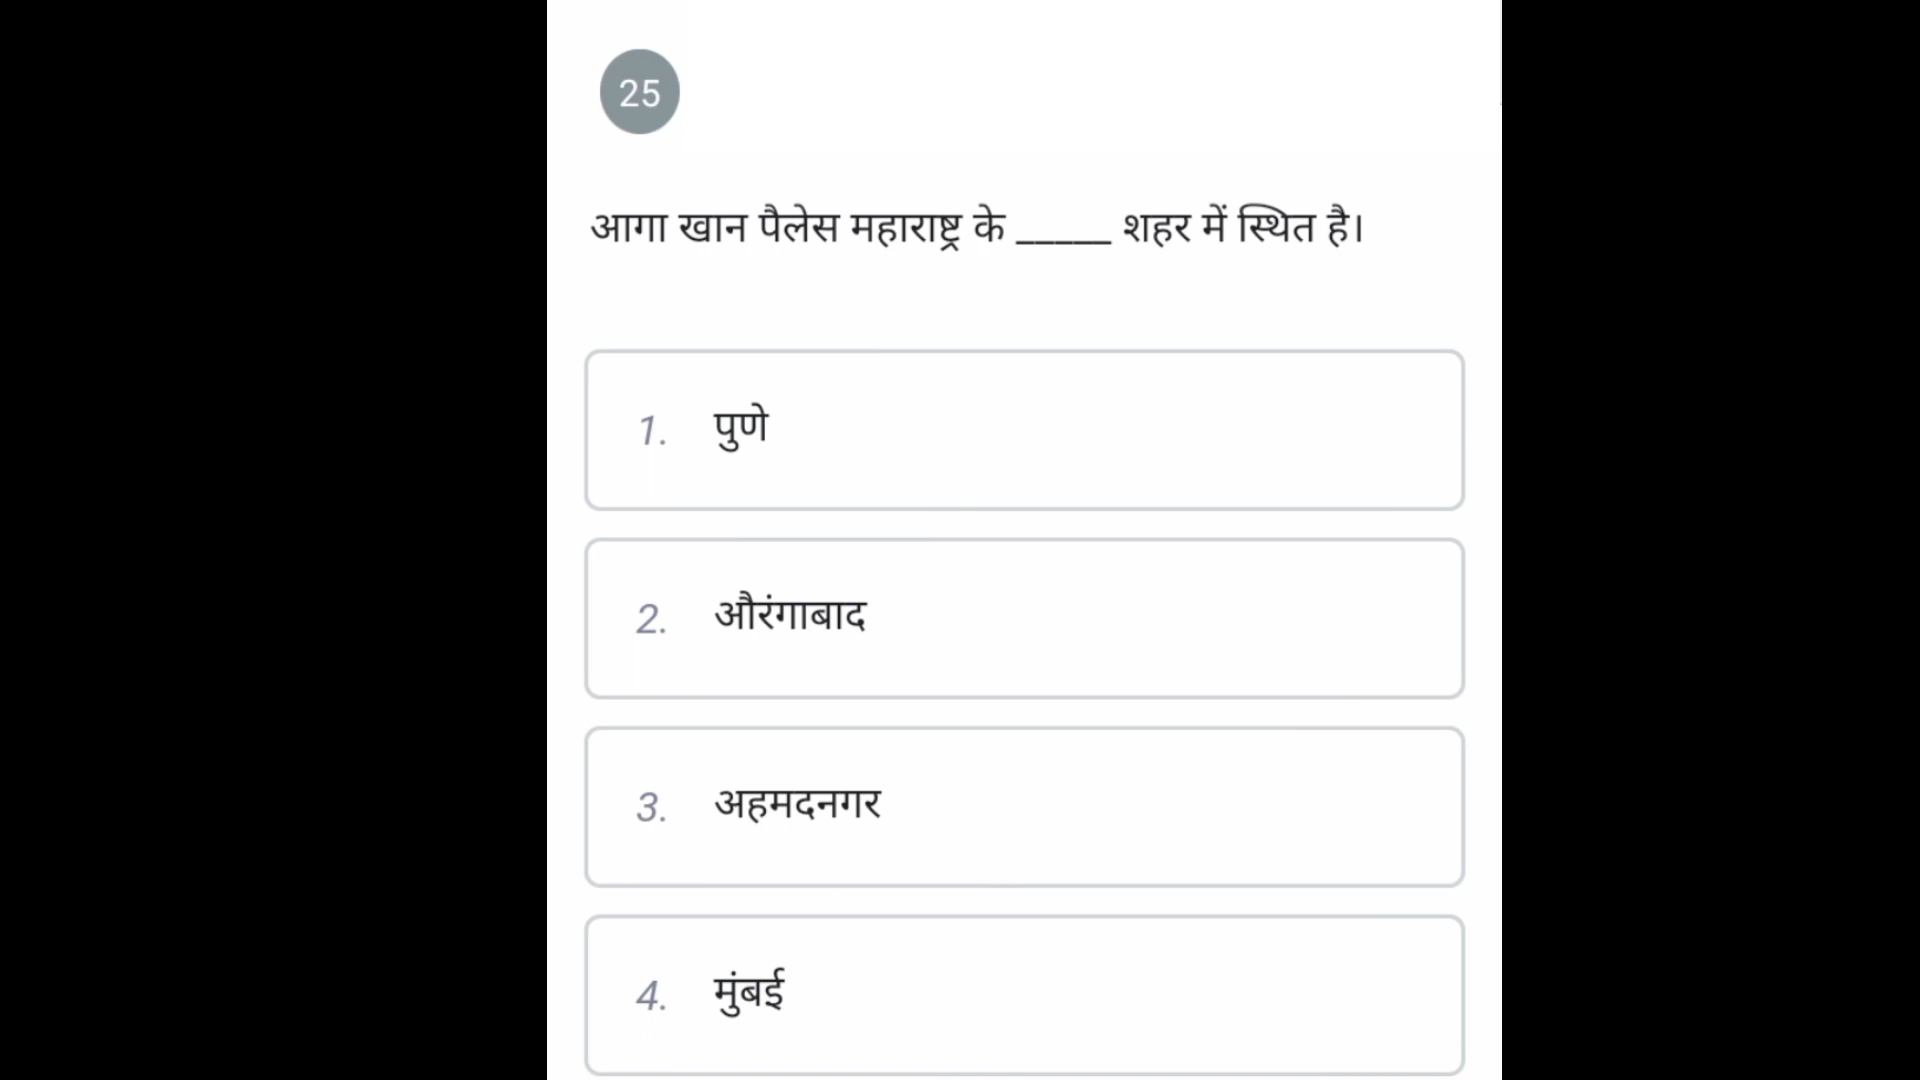 25
आगा खान पैलेस महाराष्ट्र के _____ शहर में स्थित है।
1. पुणे
2. औरंगाबाद
3. अहमदनगर
4. मुंबई